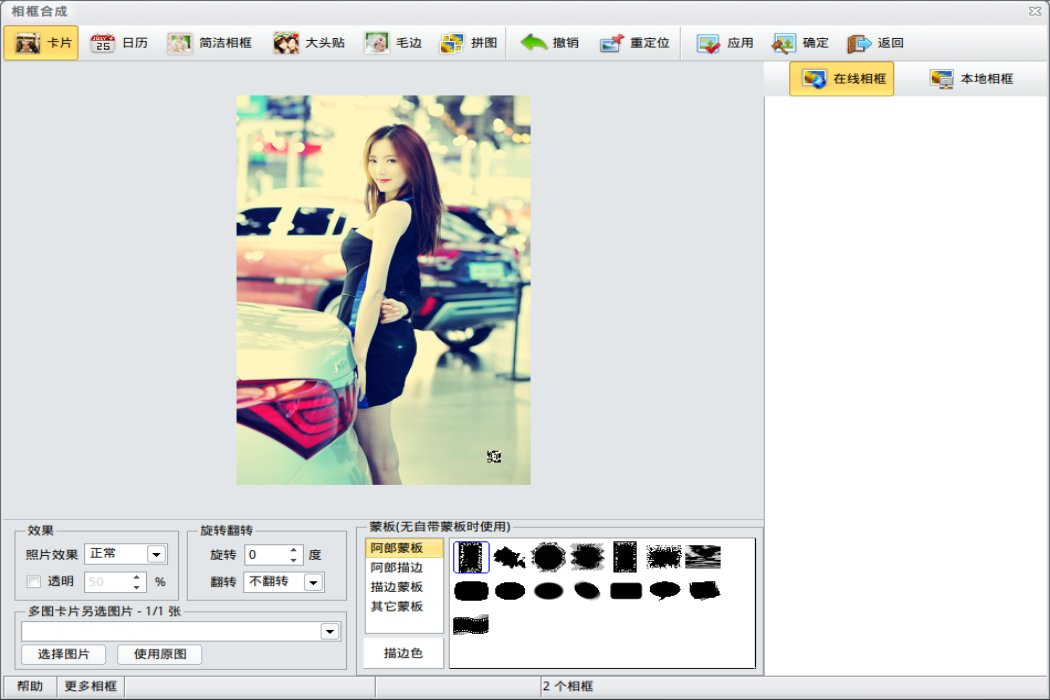 相框合成
卡片 日历 简洁相框 大头贴 毛边 拼图 撤销 重定位 应用 确定 返回
在线相框 本地相框
效果
照片效果 正常
透明 50 %
旋转翻转
旋转 0 度
翻转 不翻转
多图卡片另选图片 - 1/1 张
选择图片 使用原图
蒙板(无自带蒙板时使用)
阿郎蒙板
阿郎描边
描边蒙板
其它蒙板
描边色
帮助 更多相框 2 个相框